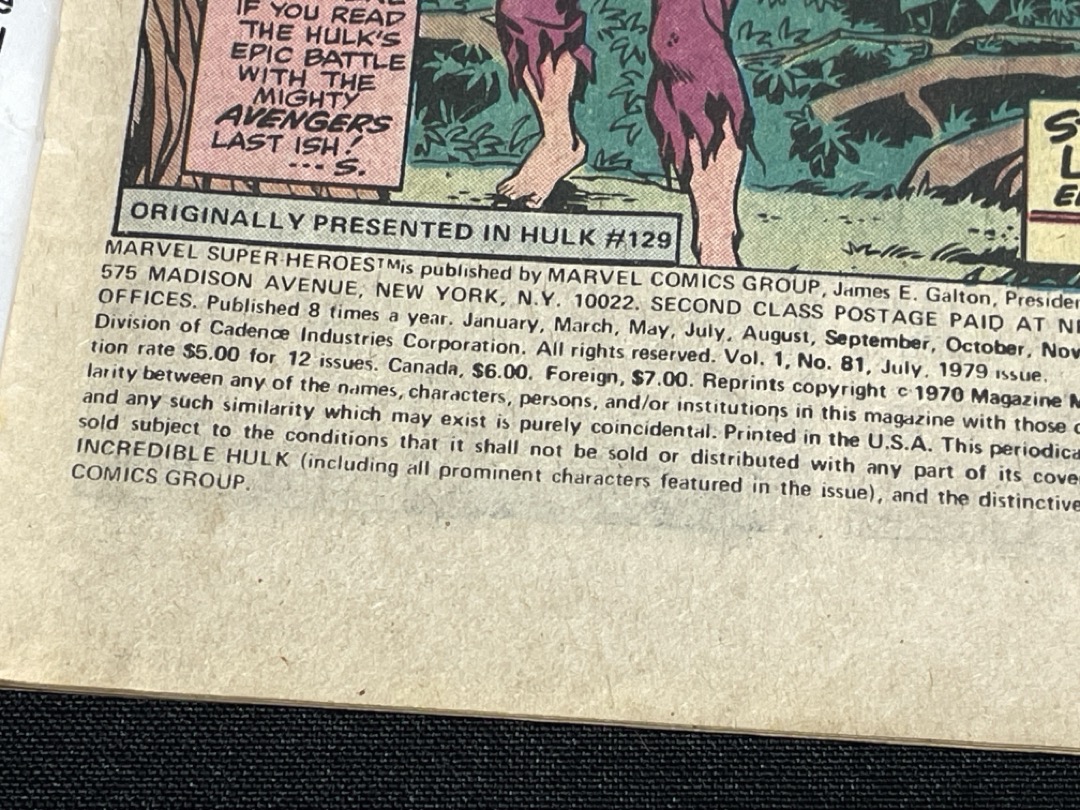 IF YOU READ
THE HULK'S
EPIC BATTLE
WITH THE
MIGHTY
AVENGERS
LAST ISH!
---S.
ORIGINALLY PRESENTED IN HULK #129
MARVEL SUPER-HEROES™ is published by MARVEL COMICS GROUP, James E. Galton, Presiden
575 MADISON AVENUE, NEW YORK, N.Y. 10022. SECOND CLASS POSTAGE PAID AT N
OFFICES. Published 8 times a year. January, March, May, July, August, September, October, Nov
Division of Cadence Industries Corporation. All rights reserved. Vol. 1, No. 81, July, 1979 issue.
tion rate $5.00 for 12 issues. Canada, $6.00. Foreign, $7.00. Reprints copyright c 1970 Magazine M
larity between any of the names, characters, persons, and/or institutions in this magazine with those
and any such similarity which may exist is purely coincidental. Printed in the U.S.A. This periodica
sold subject to the conditions that it shall not be sold or distributed with any part of its cove
INCREDIBLE HULK (including all prominent characters featured in the issue), and the distinctive
COMICS GROUP.